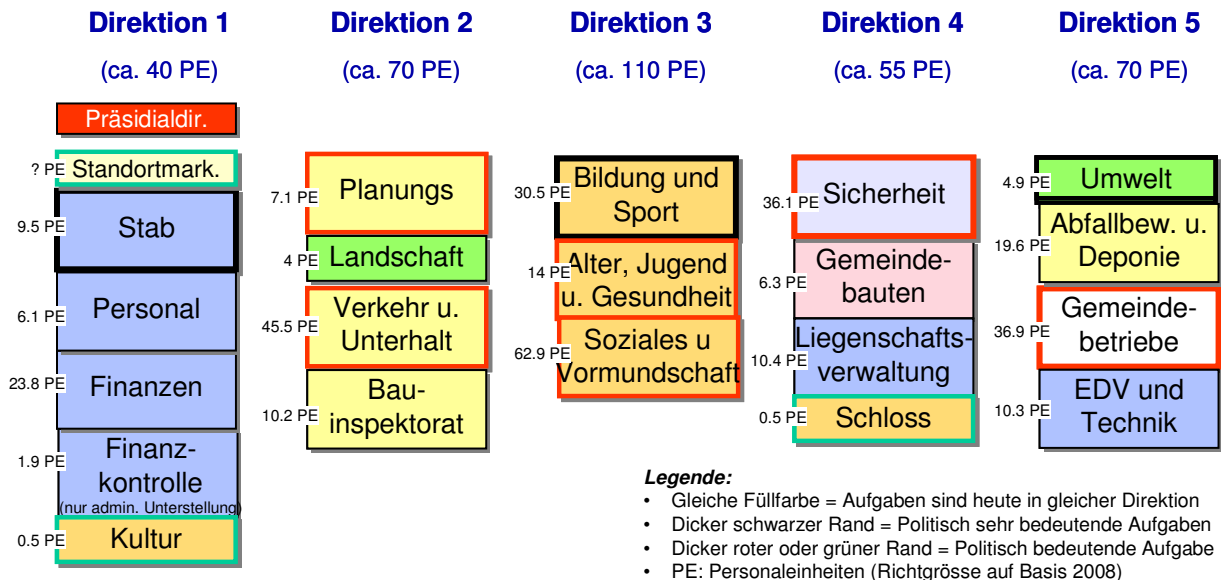 Direktion 1
(ca. 40 PE)
Präsidialdir.
? PE Standortmark.
9.5 PE Stab
6.1 PE Personal
23.8 PE Finanzen
1.9 PE Finanz-
kontrolle
(nur admin. Unterstellung)
0.5 PE Kultur
Direktion 2
(ca. 70 PE)
7.1 PE Planungs
4 PE Landschaft
45.5 PE Verkehr u.
Unterhalt
10.2 PE Bau-
inspektorat
Direktion 3
(ca. 110 PE)
30.5 PE Bildung und
Sport
14 PE Alter, Jugend
u. Gesundheit
62.9 PE Soziales u
Vormundschaft
Direktion 4
(ca. 55 PE)
36.1 PE Sicherheit
6.3 PE Gemeinde-
bauten
10.4 PE Liegenschafts-
verwaltung
0.5 PE Schloss
Direktion 5
(ca. 70 PE)
4.9 PE Umwelt
19.6 PE Abfallbew. u.
Deponie
36.9 PE Gemeinde-
betriebe
10.3 PE EDV und
Technik
Legende:
• Gleiche Füllfarbe = Aufgaben sind heute in gleicher Direktion
• Dicker schwarzer Rand = Politisch sehr bedeutende Aufgaben
• Dicker roter oder grüner Rand = Politisch bedeutende Aufgabe
• PE: Personaleinheiten (Richtgrösse auf Basis 2008)